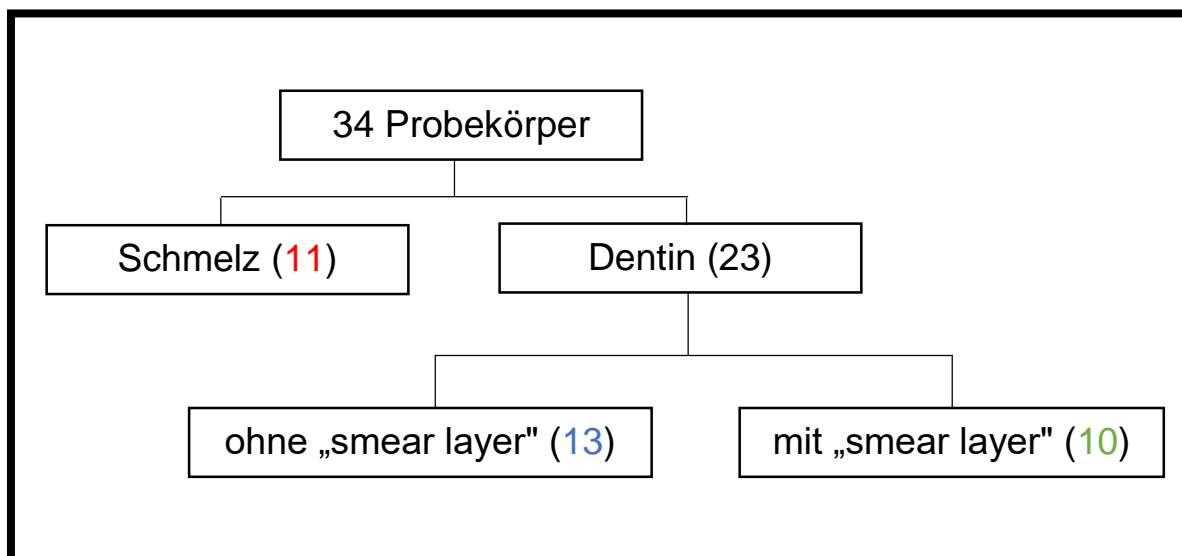 34 Probekörper
Schmelz (11)
Dentin (23)
ohne „smear layer" (13)
mit „smear layer" (10)